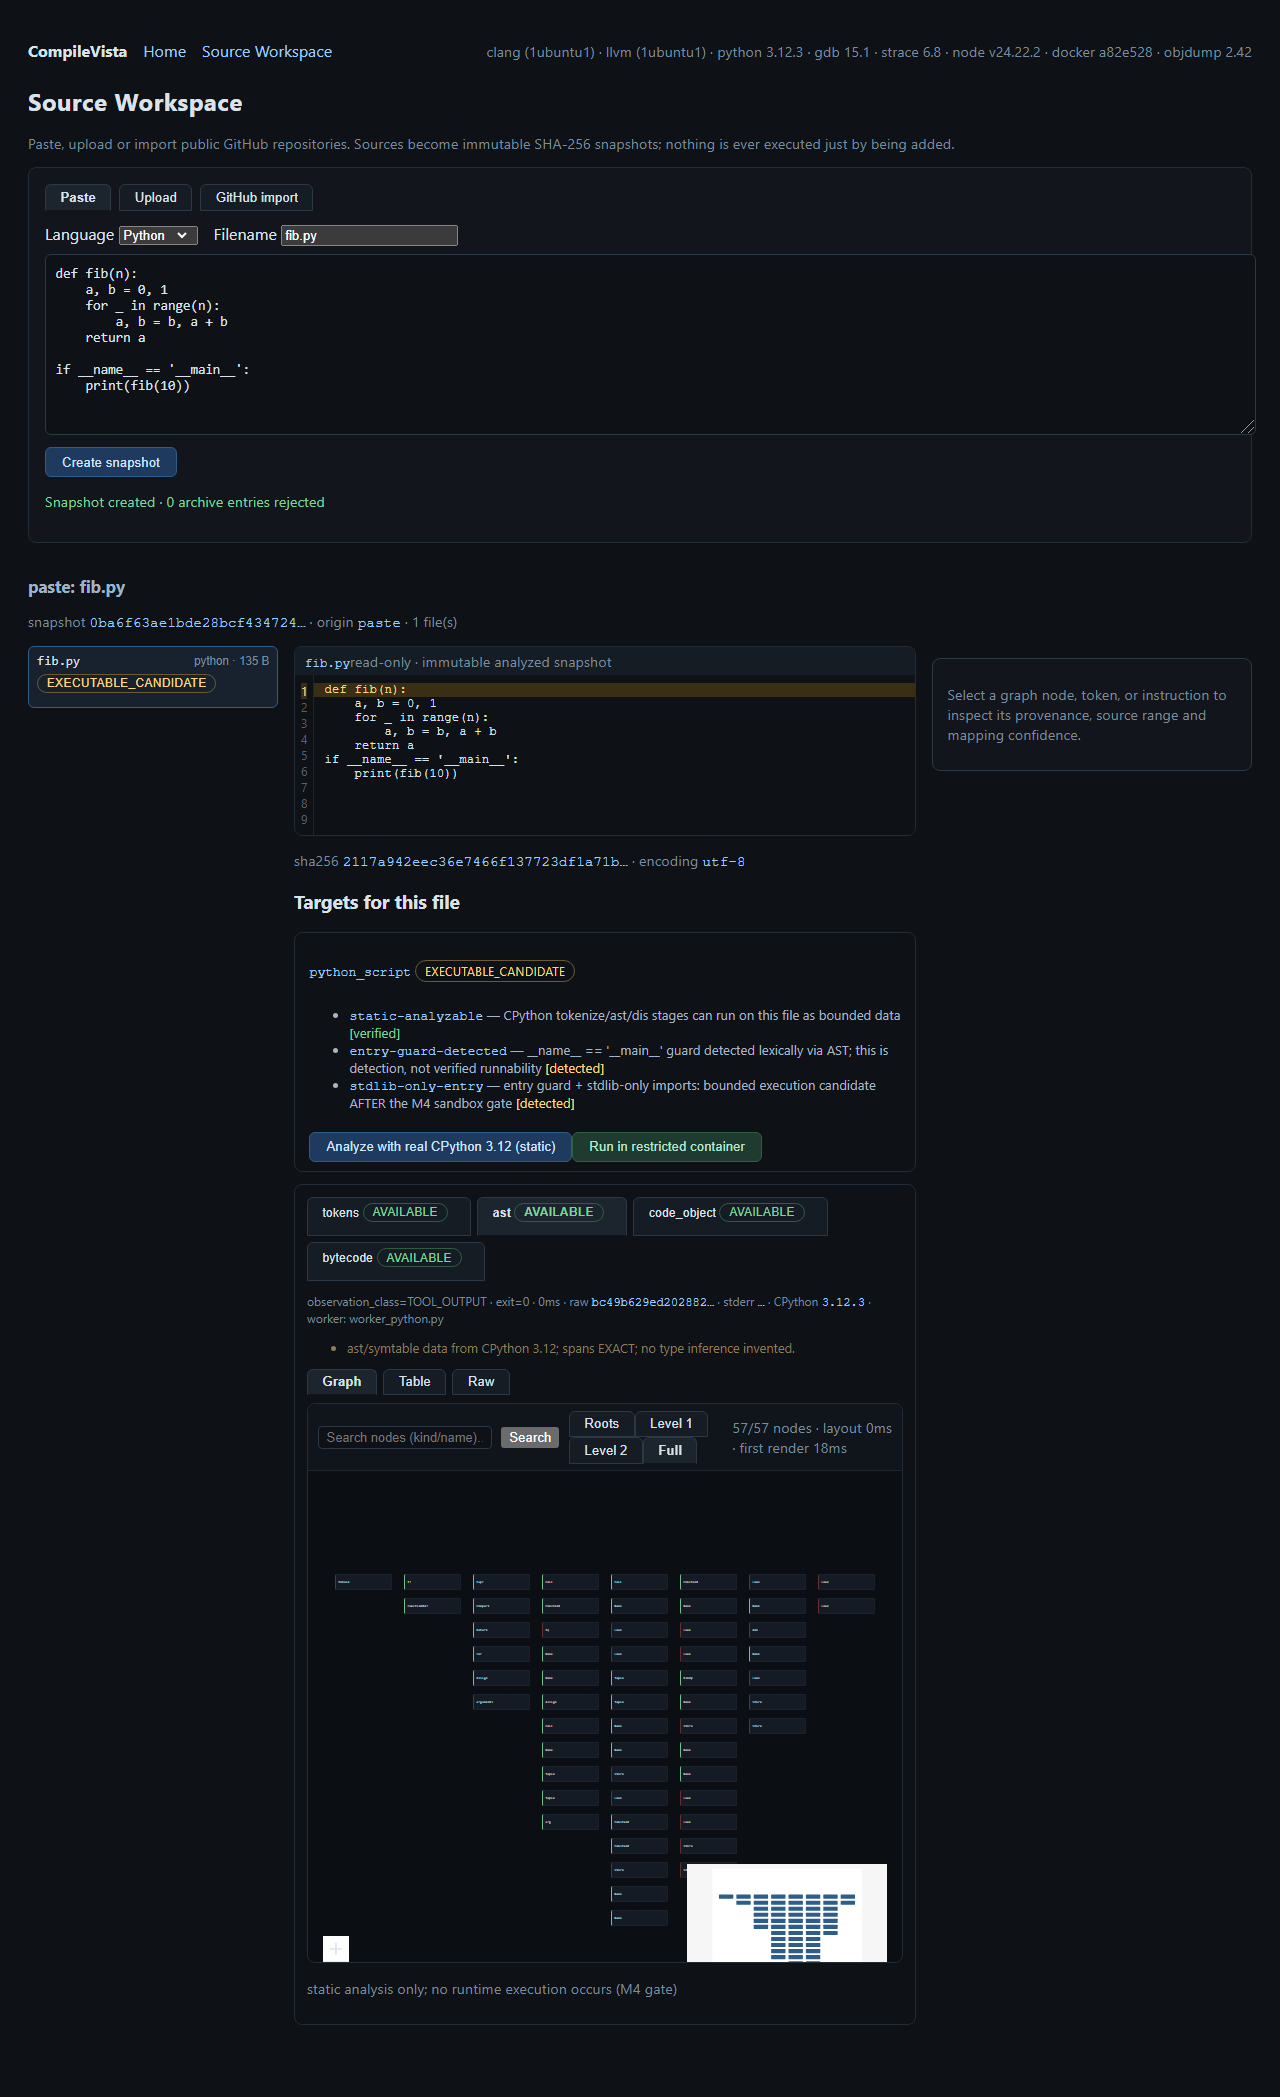 CompileVista Home Source Workspace clang (1ubuntu1) · llvm (1ubuntu1) · python 3.12.3 · gdb 15.1 · strace 6.8 · node v24.22.2 · docker a82e528 · objdump 2.42
Source Workspace
Paste, upload or import public GitHub repositories. Sources become immutable SHA-256 snapshots; nothing is ever executed just by being added.
Paste Upload GitHub import
Language Python Filename fib.py
def fib(n):
    a, b = 0, 1
    for _ in range(n):
        a, b = b, a + b
    return a
if __name__ == '__main__':
    print(fib(10))
Create snapshot
Snapshot created · 0 archive entries rejected
paste: fib.py
snapshot 0ba6f63ae1bde28bcf434724… · origin paste · 1 file(s)
fib.py python · 135 B
EXECUTABLE_CANDIDATE
fib.pyread-only · immutable analyzed snapshot
1 def fib(n):
2     a, b = 0, 1
3     for _ in range(n):
4         a, b = b, a + b
5     return a
6 if __name__ == '__main__':
7     print(fib(10))
8
9
Select a graph node, token, or instruction to
inspect its provenance, source range and
mapping confidence.
sha256 2117a942eec36e7466f137723df1a71b… · encoding utf-8
Targets for this file
python_script EXECUTABLE_CANDIDATE
static-analyzable — CPython tokenize/ast/dis stages can run on this file as bounded data
[verified]
entry-guard-detected — __name__ == '__main__' guard detected lexically via AST; this is
detection, not verified runnability [detected]
stdlib-only-entry — entry guard + stdlib-only imports: bounded execution candidate
AFTER the M4 sandbox gate [detected]
Analyze with real CPython 3.12 (static) Run in restricted container
tokens AVAILABLE ast AVAILABLE code_object AVAILABLE
bytecode AVAILABLE
observation_class=TOOL_OUTPUT · exit=0 · 0ms · raw bc49b629ed202882… · stderr … · CPython 3.12.3 ·
worker: worker_python.py
ast/symtable data from CPython 3.12; spans EXACT; no type inference invented.
Graph Table Raw
Search nodes (kind/name). Search Roots Level 1
Level 2 Full
57/57 nodes · layout 0ms
· first render 18ms
static analysis only; no runtime execution occurs (M4 gate)